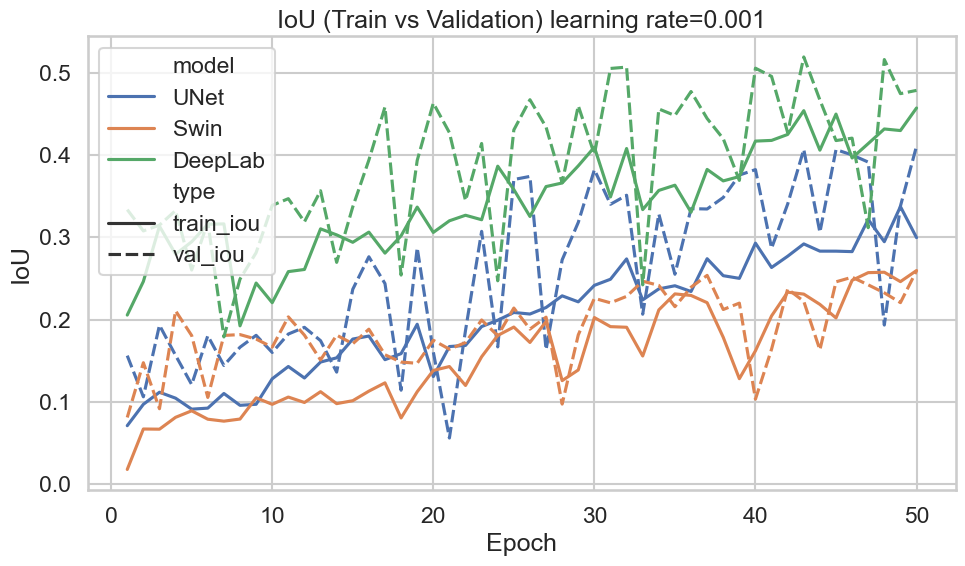 IoU (Train vs Validation) learning rate=0.001
model
UNet
Swin
DeepLab
type
train_iou
val_iou
IoU
0.5
0.4
0.3
0.2
0.1
0.0
0 10 20 30 40 50
Epoch